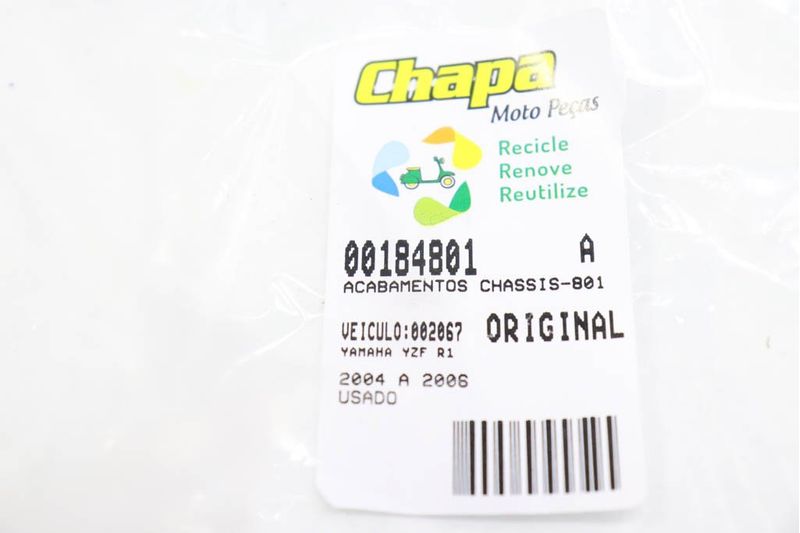 Chapa
Moto Peças
Recicle
Renove
Reutilize
00184801 A
ACABAMENTOS CHASSIS-801
VEICULO:002067 ORIGINAL
YAMAHA YZF R1
2004 A 2006
USADO